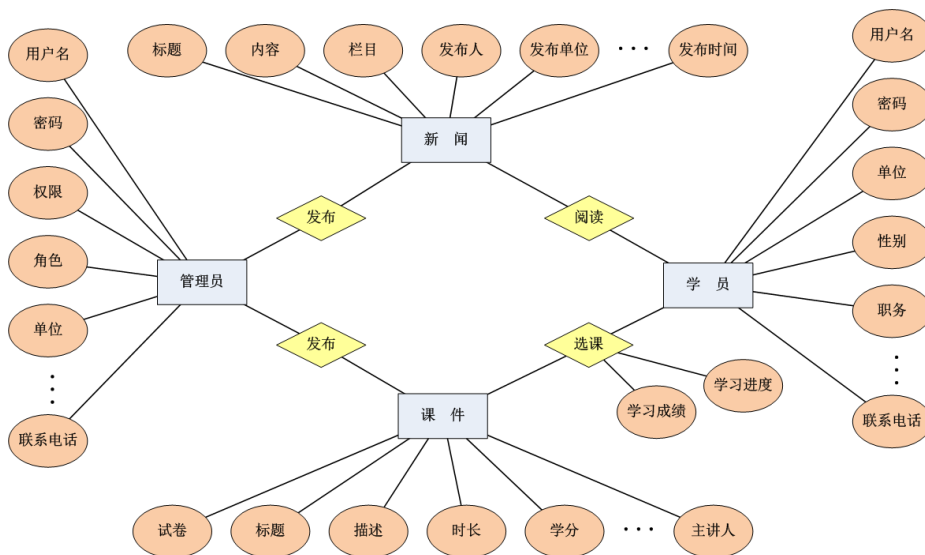 用户名
标题
内容
栏目
发布人
发布单位
···
发布时间
用户名
密码
新 闻
密码
权限
发布
阅读
单位
角色
管理员
学 员
性别
单位
发布
选课
职务
学习进度
学习成绩
联系电话
课 件
联系电话
试卷
标题
描述
时长
学分
···
主讲人